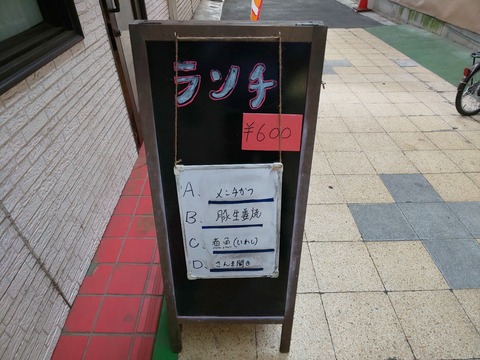 ランチ
¥600
A. メンチかつ
B. 豚生姜焼
C. 煮魚(いわし)
D. さんま開き